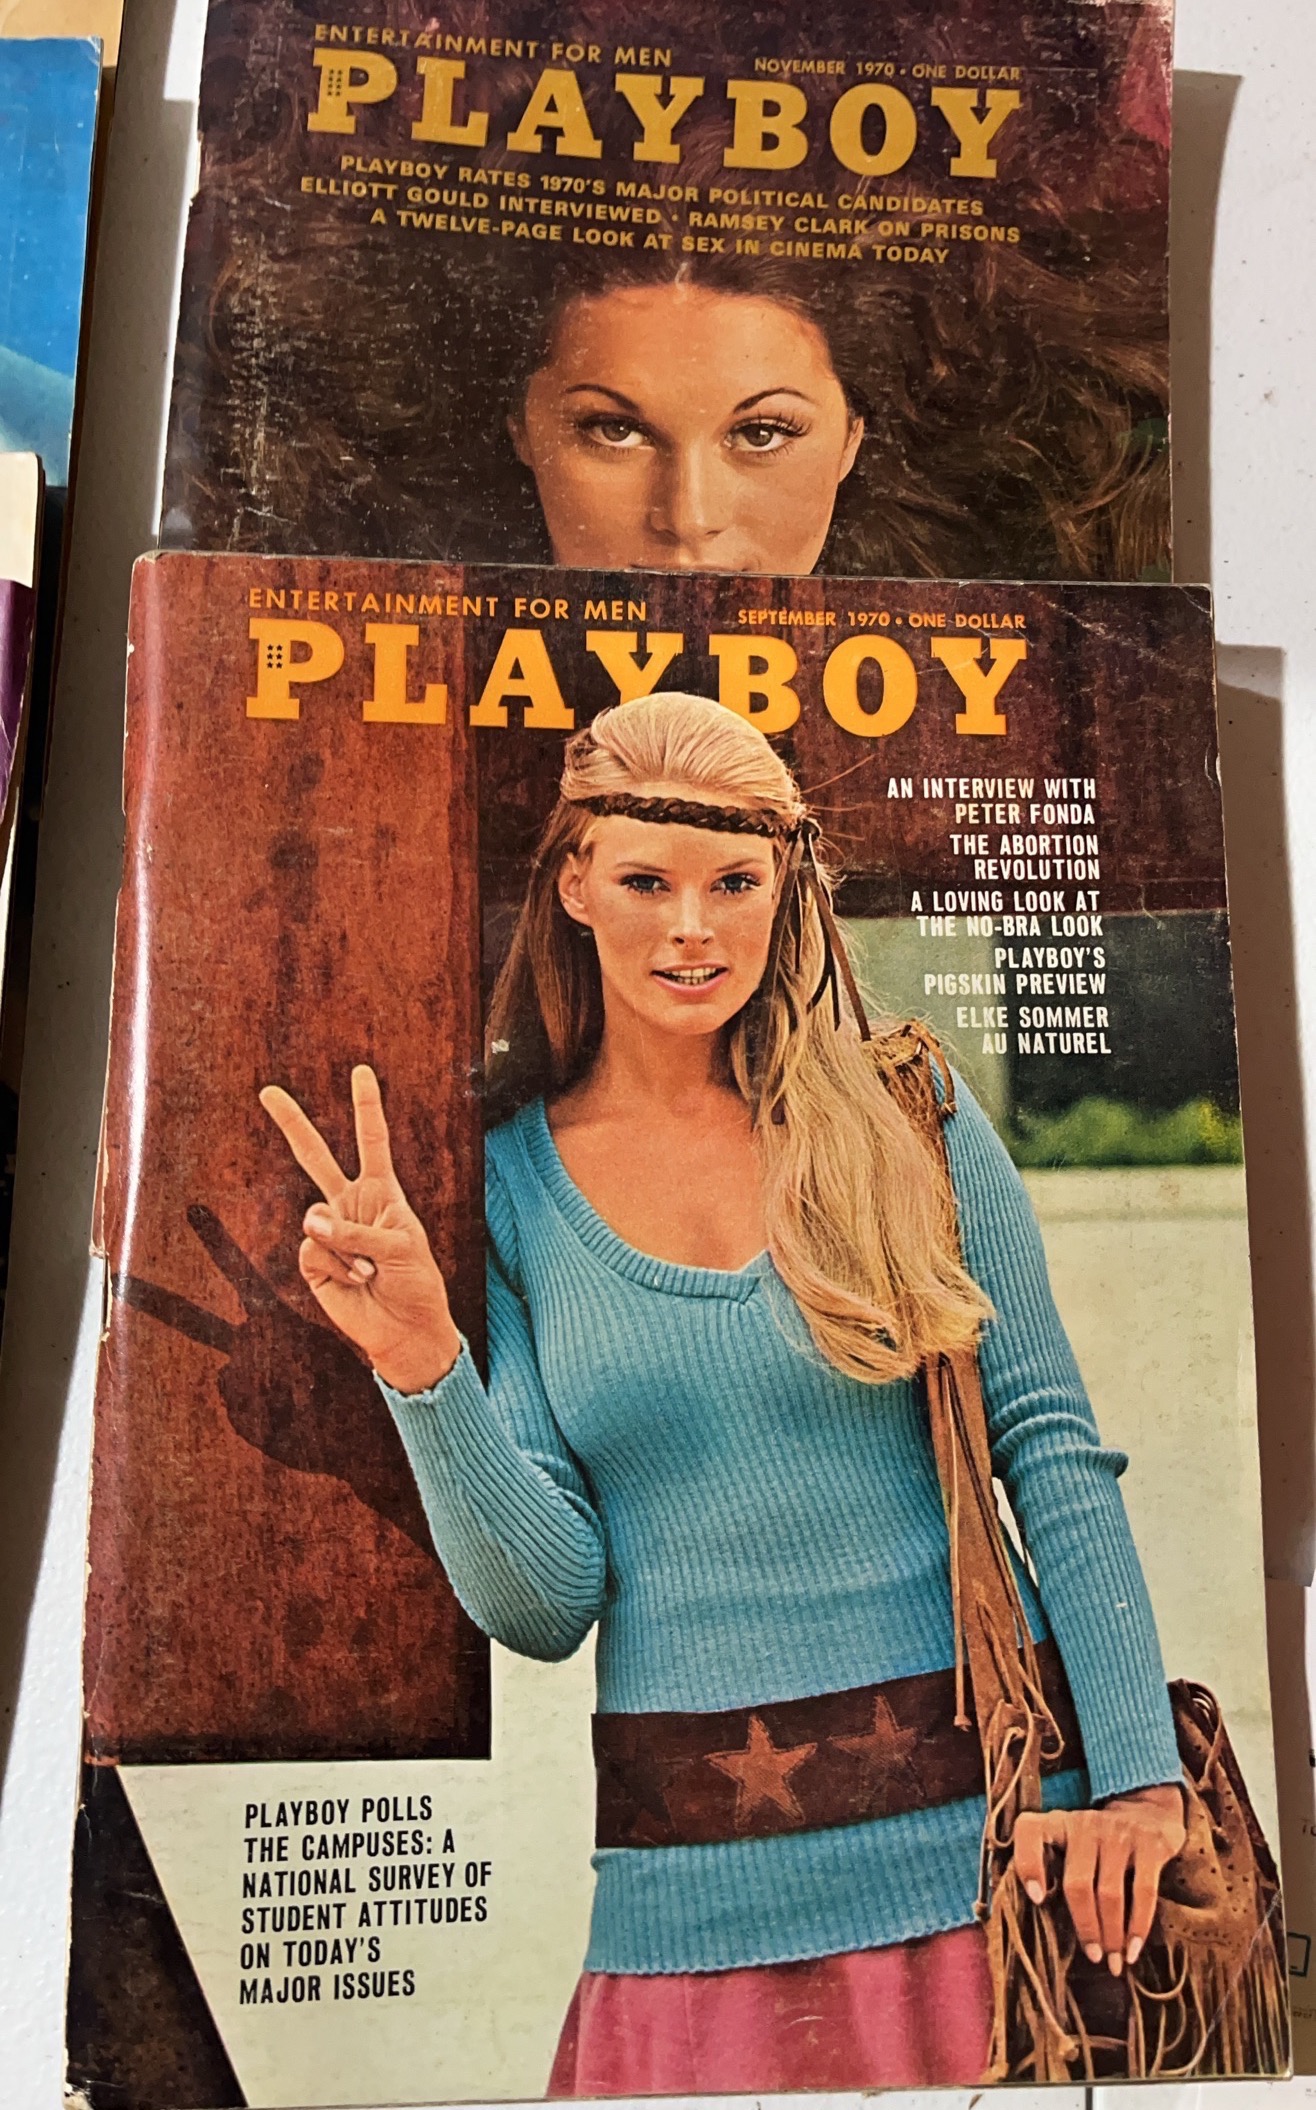 ENTERTAINMENT FOR MEN
NOVEMBER 1970 • ONE DOLLAR
PLAYBOY
PLAYBOY RATES 1970'S MAJOR POLITICAL CANDIDATES
ELLIOTT GOULD INTERVIEWED • RAMSEY CLARK ON PRISONS
A TWELVE-PAGE LOOK AT SEX IN CINEMA TODAY
ENTERTAINMENT FOR MEN
SEPTEMBER 1970 • ONE DOLLAR
PLAYBOY
AN INTERVIEW WITH
PETER FONDA
THE ABORTION
REVOLUTION
A LOVING LOOK AT
THE NO-BRA LOOK
PLAYBOY'S
PIGSKIN PREVIEW
ELKE SOMMER
AU NATUREL
PLAYBOY POLLS
THE CAMPUSES: A
NATIONAL SURVEY OF
STUDENT ATTITUDES
ON TODAY'S
MAJOR ISSUES